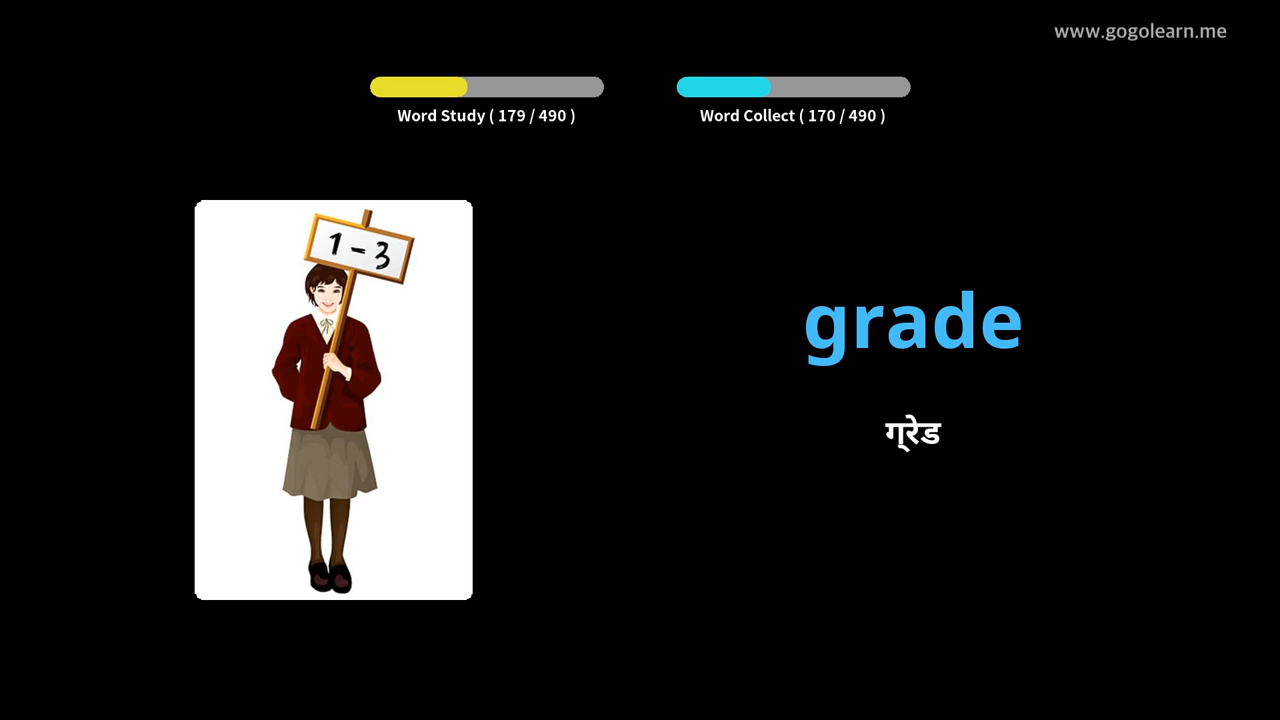 www.gogolearn.me
Word Study ( 179 / 490 )
Word Collect ( 170 / 490 )
1 - 3
grade
ग्रेड